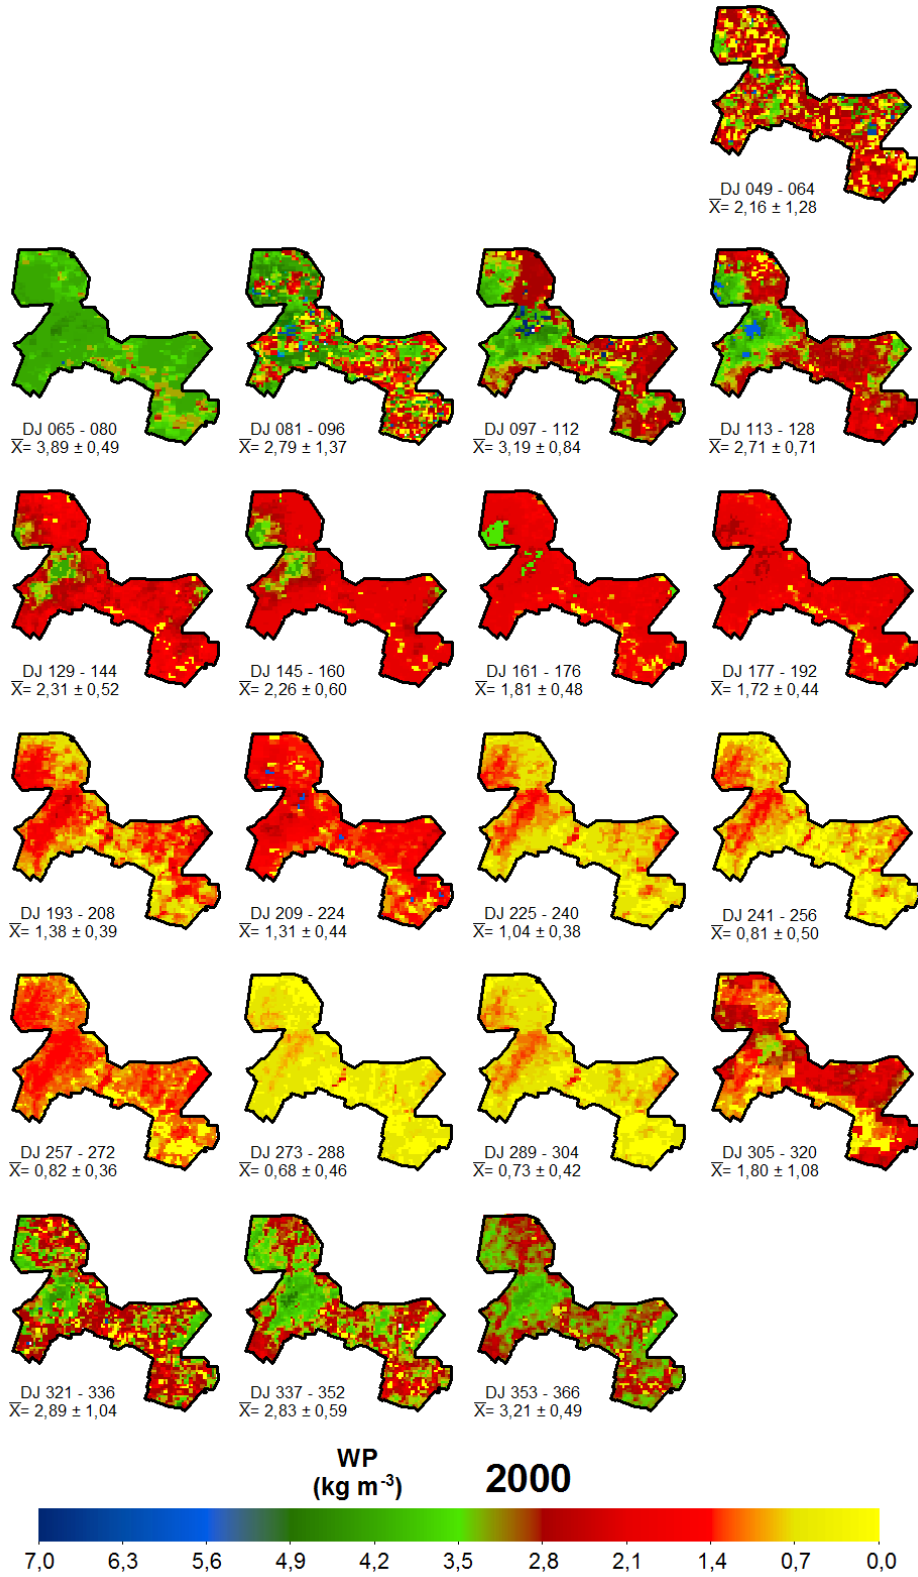 DJ 049 - 064
X= 2,16 ± 1,28
DJ 065 - 080
X= 3,89 ± 0,49
DJ 081 - 096
X= 2,79 ± 1,37
DJ 097 - 112
X= 3,19 ± 0,84
DJ 113 - 128
X= 2,71 ± 0,71
DJ 129 - 144
X= 2,31 ± 0,52
DJ 145 - 160
X= 2,26 ± 0,60
DJ 161 - 176
X= 1,81 ± 0,48
DJ 177 - 192
X= 1,72 ± 0,44
DJ 193 - 208
X= 1,38 ± 0,39
DJ 209 - 224
X= 1,31 ± 0,44
DJ 225 - 240
X= 1,04 ± 0,38
DJ 241 - 256
X= 0,81 ± 0,50
DJ 257 - 272
X= 0,82 ± 0,36
DJ 273 - 288
X= 0,68 ± 0,46
DJ 289 - 304
X= 0,73 ± 0,42
DJ 305 - 320
X= 1,80 ± 1,08
DJ 321 - 336
X= 2,89 ± 1,04
DJ 337 - 352
X= 2,83 ± 0,59
DJ 353 - 366
X= 3,21 ± 0,49
WP
(kg m⁻³)
2000
7,0 6,3 5,6 4,9 4,2 3,5 2,8 2,1 1,4 0,7 0,0